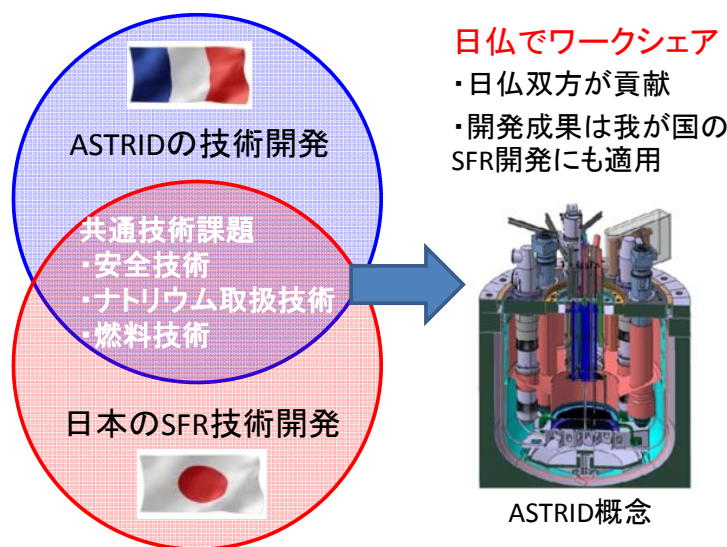 ASTRIDの技術開発
共通技術課題
・安全技術
・ナトリウム取扱技術
・燃料技術
日本のSFR技術開発
日仏でワークシェア
・日仏双方が貢献
・開発成果は我が国の
SFR開発にも適用
ASTRID概念